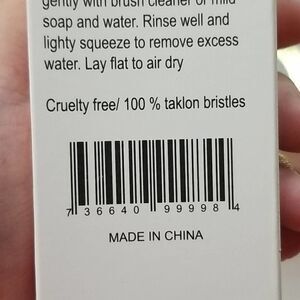 gently with brush cleaner or mild
soap and water. Rinse well and
lighty squeeze to remove excess
water. Lay flat to air dry
Cruelty free/ 100 % taklon bristles
7 36640 99998 4
MADE IN CHINA